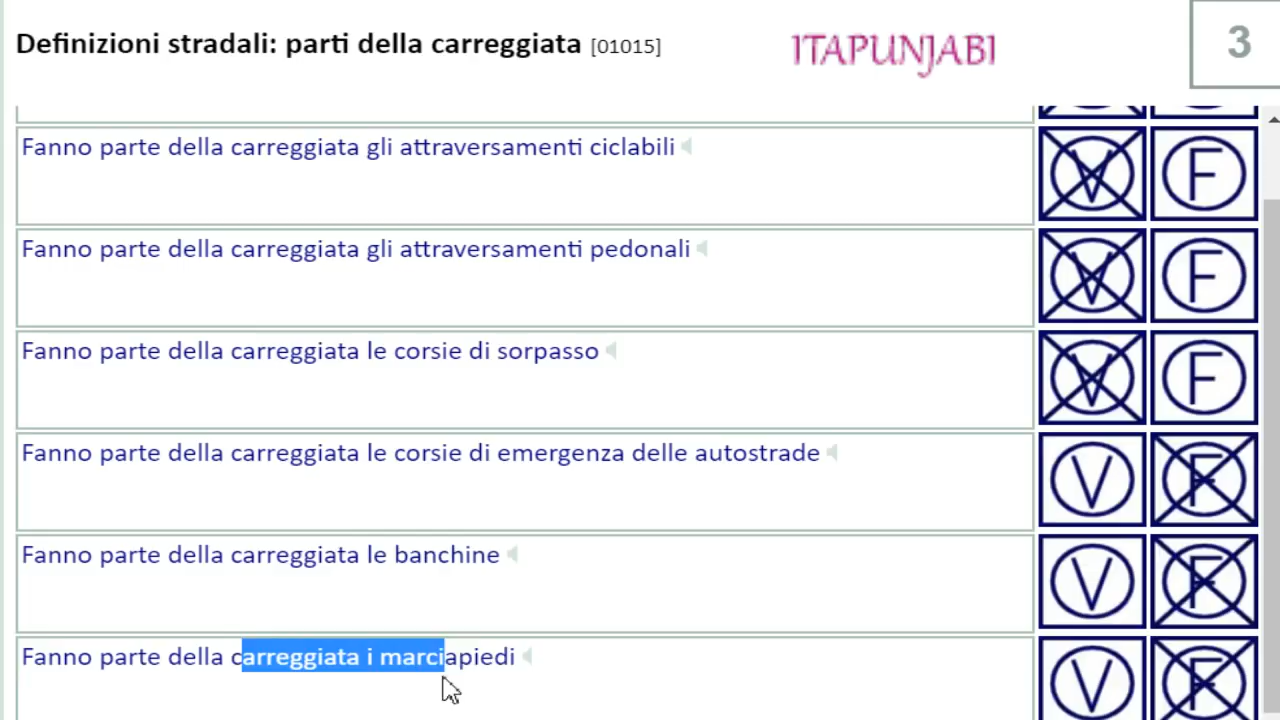 Definizioni stradali: parti della carreggiata [01015]
ITAPUNJABI
3
Fanno parte della carreggiata gli attraversamenti ciclabili
V F
Fanno parte della carreggiata gli attraversamenti pedonali
V F
Fanno parte della carreggiata le corsie di sorpasso
V F
Fanno parte della carreggiata le corsie di emergenza delle autostrade
V F
Fanno parte della carreggiata le banchine
V F
Fanno parte della carreggiata i marciapiedi
V F